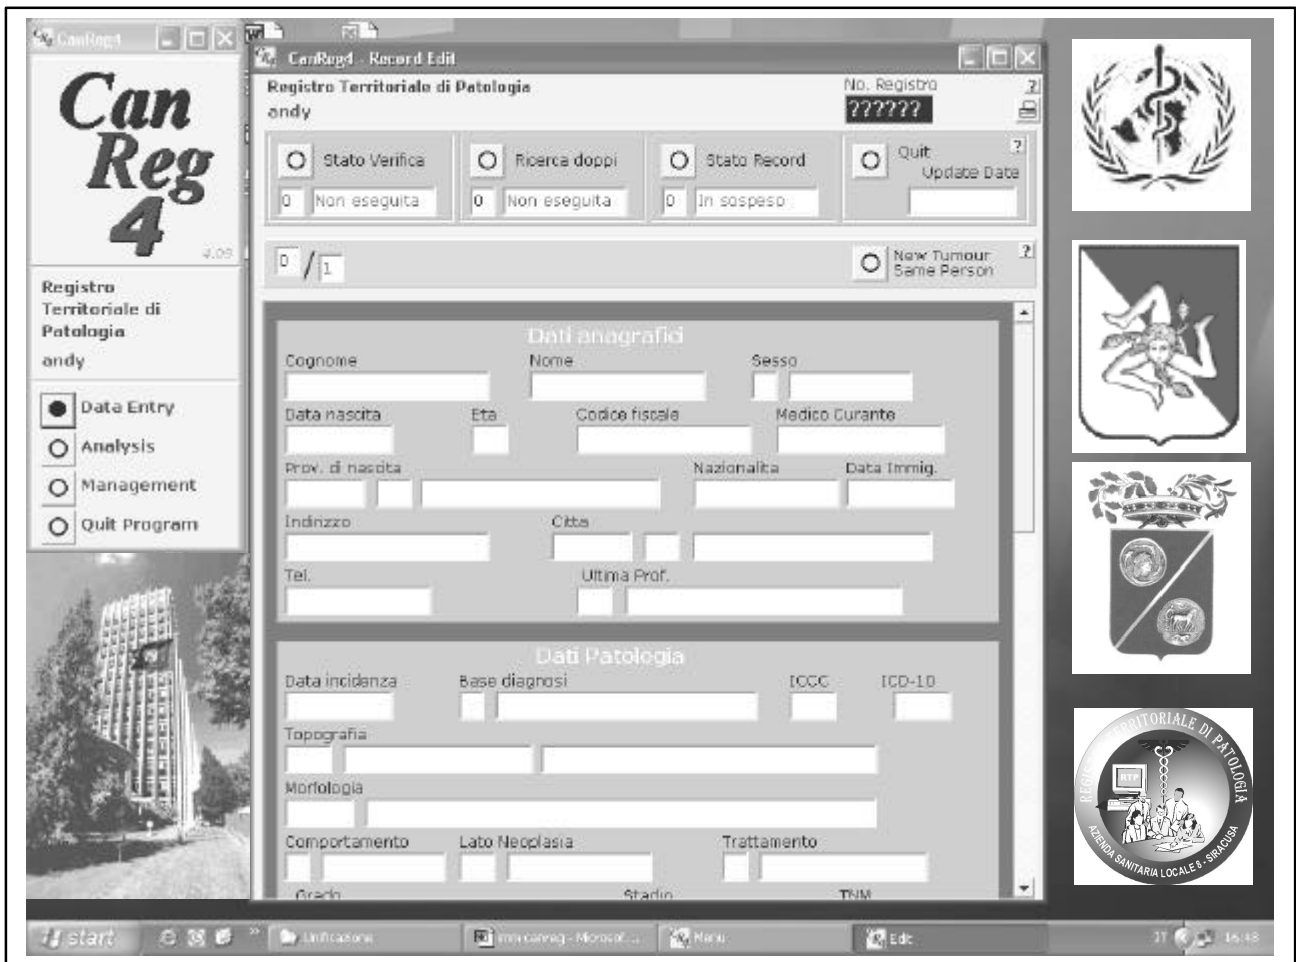 CanReg4
Can
Reg
4
4.09
Registro
Territoriale di
Patologia
andy
Data Entry
Analysis
Management
Quit Program
CanReg4 - Record Edit
Registro Territoriale di Patologia
andy
No. Registro
??????
?
Stato Verifica
0 Non eseguita
Ricerca doppi
0 Non eseguita
Stato Record
0 In sospeso
Quit
Update Date
?
0 / 1
New Tumour
Same Person
?
Dati anagrafici
Cognome Nome Sesso
Data nascita Eta Codice fiscale Medico Curante
Prov. di nascita Nazionalita Data Immig.
Indirizzo Citta
Tel. Ultima Prof.
Dati Patologia
Data incidenza Base diagnosi ICCC ICD-10
Topografia
Morfologia
Comportamento Lato Neoplasia Trattamento
Grado Stadio TNM
REGISTRO TERRITORIALE DI PATOLOGIA
RTP
AZIENDA SANITARIA LOCALE 8 - SIRACUSA
start Unificazione Menu Edit IT 16:48